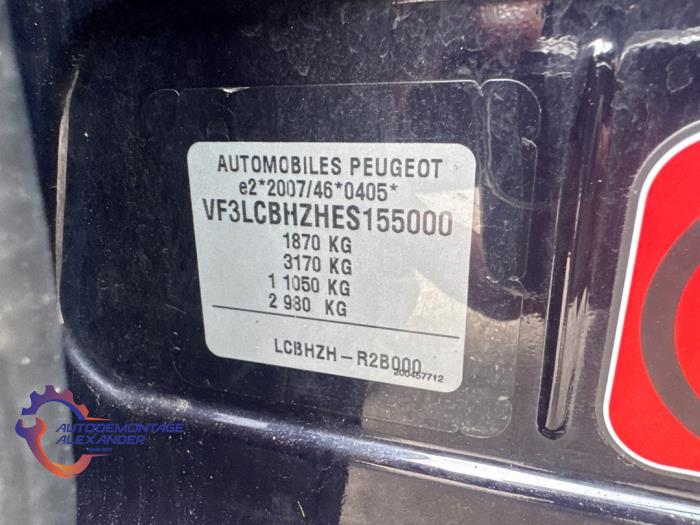 AUTOMOBILES PEUGEOT
e2*2007/46*0405*
VF3LCBHZHES155000
1870 KG
3170 KG
1 1050 KG
2 980 KG
LCBHZH-R2B000
200457712
AUTODEMONTAGE
ALEXANDER